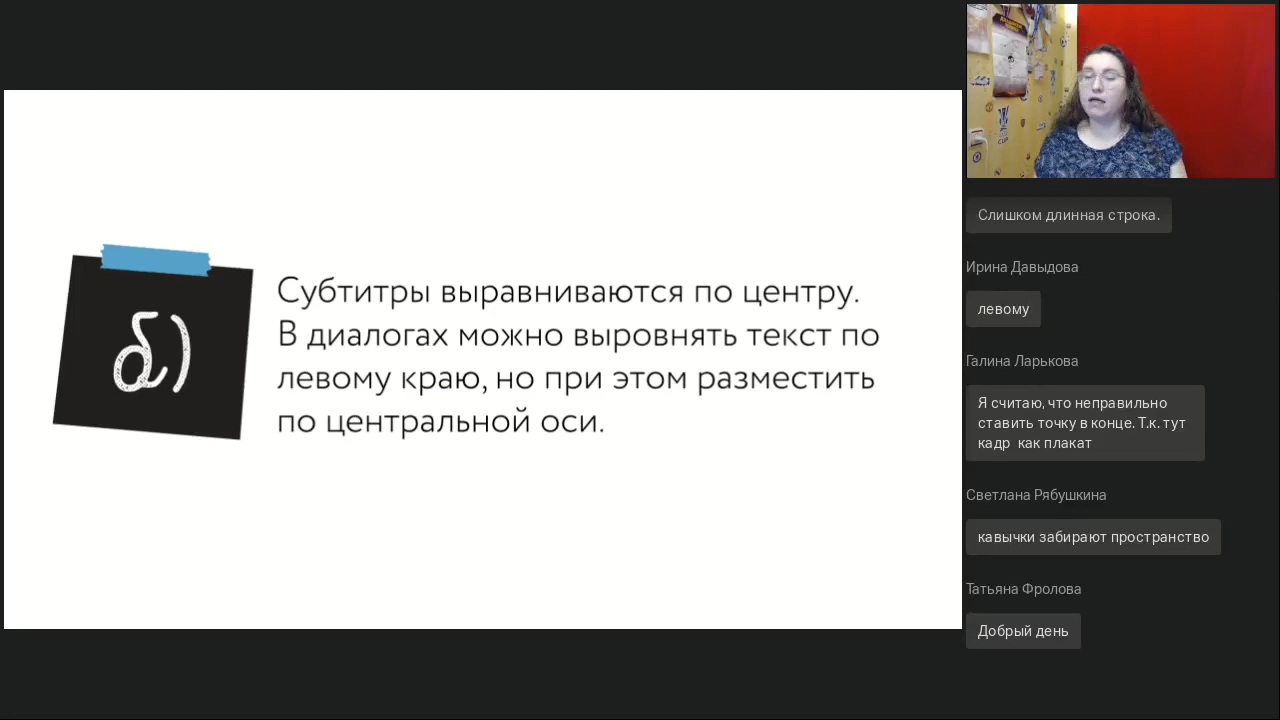 б)
Субтитры выравниваются по центру.
В диалогах можно выровнять текст по
левому краю, но при этом разместить
по центральной оси.
CUP
Слишком длинная строка.
Ирина Давыдова
левому
Галина Ларькова
Я считаю, что неправильно
ставить точку в конце. Т.к. тут
кадр как плакат
Светлана Рябушкина
кавычки забирают пространство
Татьяна Фролова
Добрый день